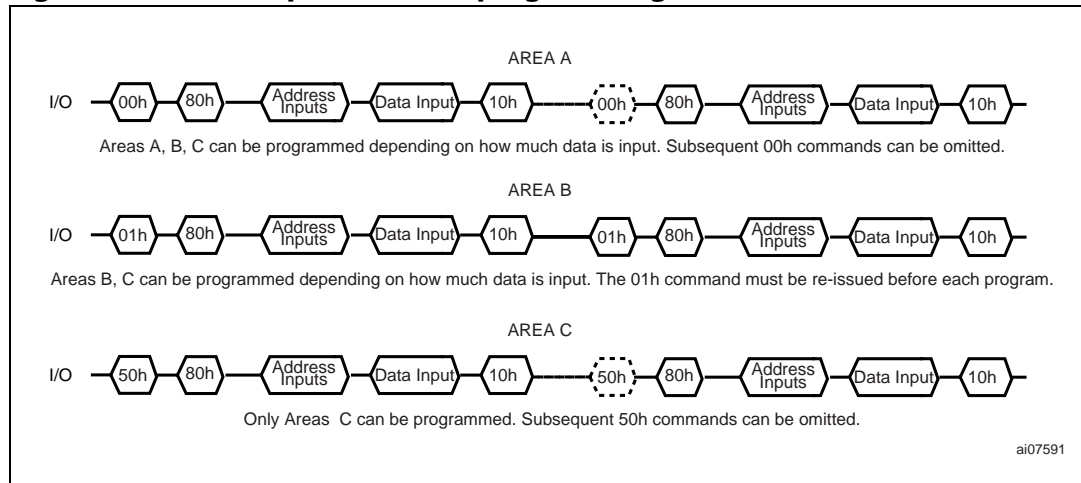 AREA A
I/O 00h 80h Address Inputs Data Input 10h 00h 80h Address Inputs Data Input 10h
Areas A, B, C can be programmed depending on how much data is input. Subsequent 00h commands can be omitted.
AREA B
I/O 01h 80h Address Inputs Data Input 10h 01h 80h Address Inputs Data Input 10h
Areas B, C can be programmed depending on how much data is input. The 01h command must be re-issued before each program.
AREA C
I/O 50h 80h Address Inputs Data Input 10h 50h 80h Address Inputs Data Input 10h
Only Areas C can be programmed. Subsequent 50h commands can be omitted.
ai07591